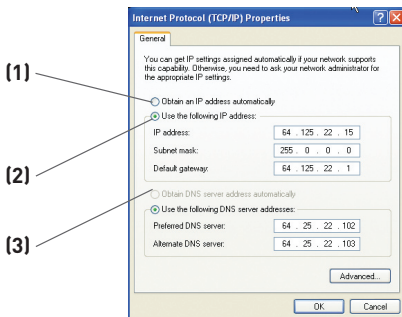 Internet Protocol (TCP/IP) Properties
General
You can get IP settings assigned automatically if your network supports
this capability. Otherwise, you need to ask your network administrator for
the appropriate IP settings.
(1)
Obtain an IP address automatically
Use the following IP address:
IP address: 64 . 125 . 22 . 15
(2)
Subnet mask: 255 . 0 . 0 . 0
Default gateway: 64 . 125 . 22 . 1
Obtain DNS server address automatically
Use the following DNS server addresses:
(3)
Preferred DNS server: 64 . 25 . 22 . 102
Alternate DNS server: 64 . 25 . 22 . 103
Advanced...
OK Cancel